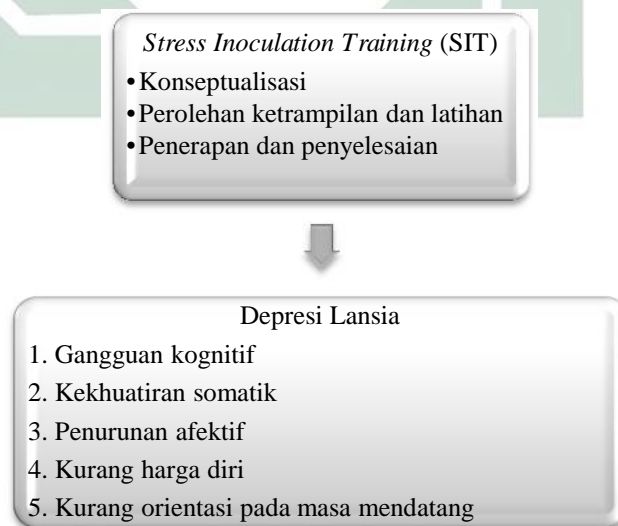 Stress Inoculation Training (SIT)
•Konseptualisasi
•Perolehan ketrampilan dan latihan
•Penerapan dan penyelesaian
Depresi Lansia
1. Gangguan kognitif
2. Kekhuatiran somatik
3. Penurunan afektif
4. Kurang harga diri
5. Kurang orientasi pada masa mendatang